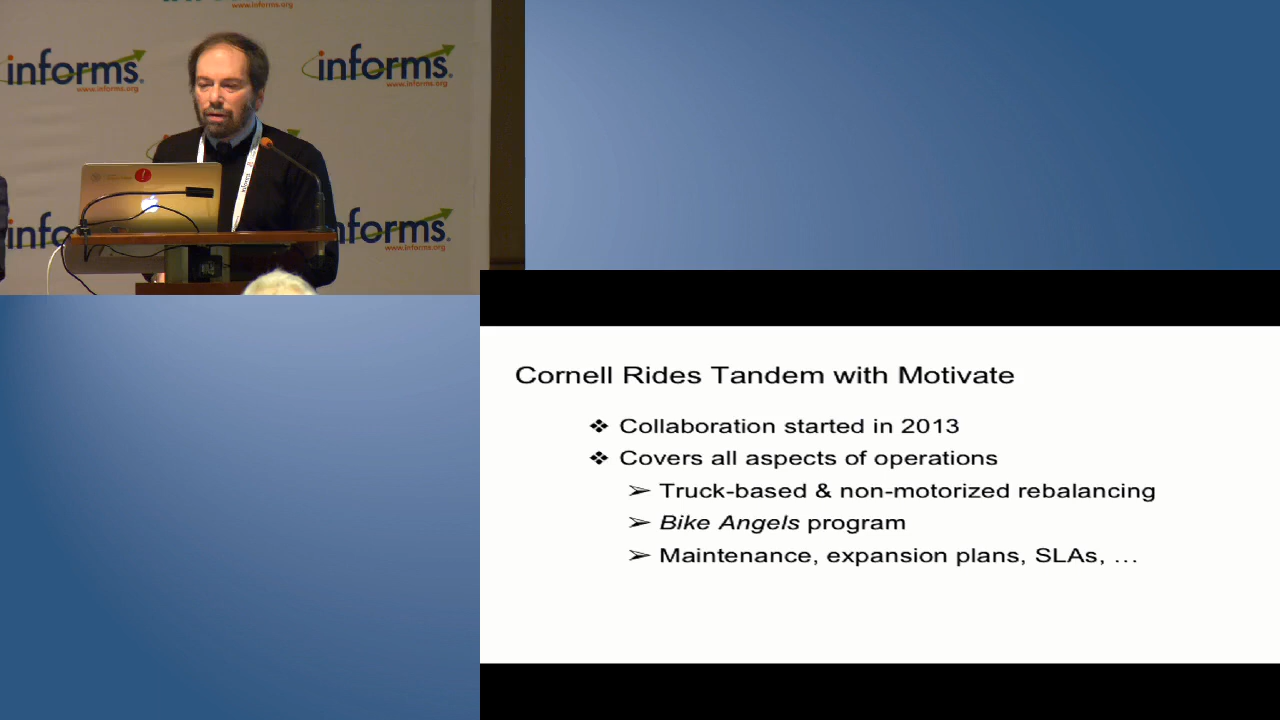 www.informs.org
informs.
www.informs.org
informs.
www.informs.org
informs.
www.informs.org
Cornell Rides Tandem with Motivate
❖ Collaboration started in 2013
❖ Covers all aspects of operations
➢ Truck-based & non-motorized rebalancing
➢ Bike Angels program
➢ Maintenance, expansion plans, SLAs, …